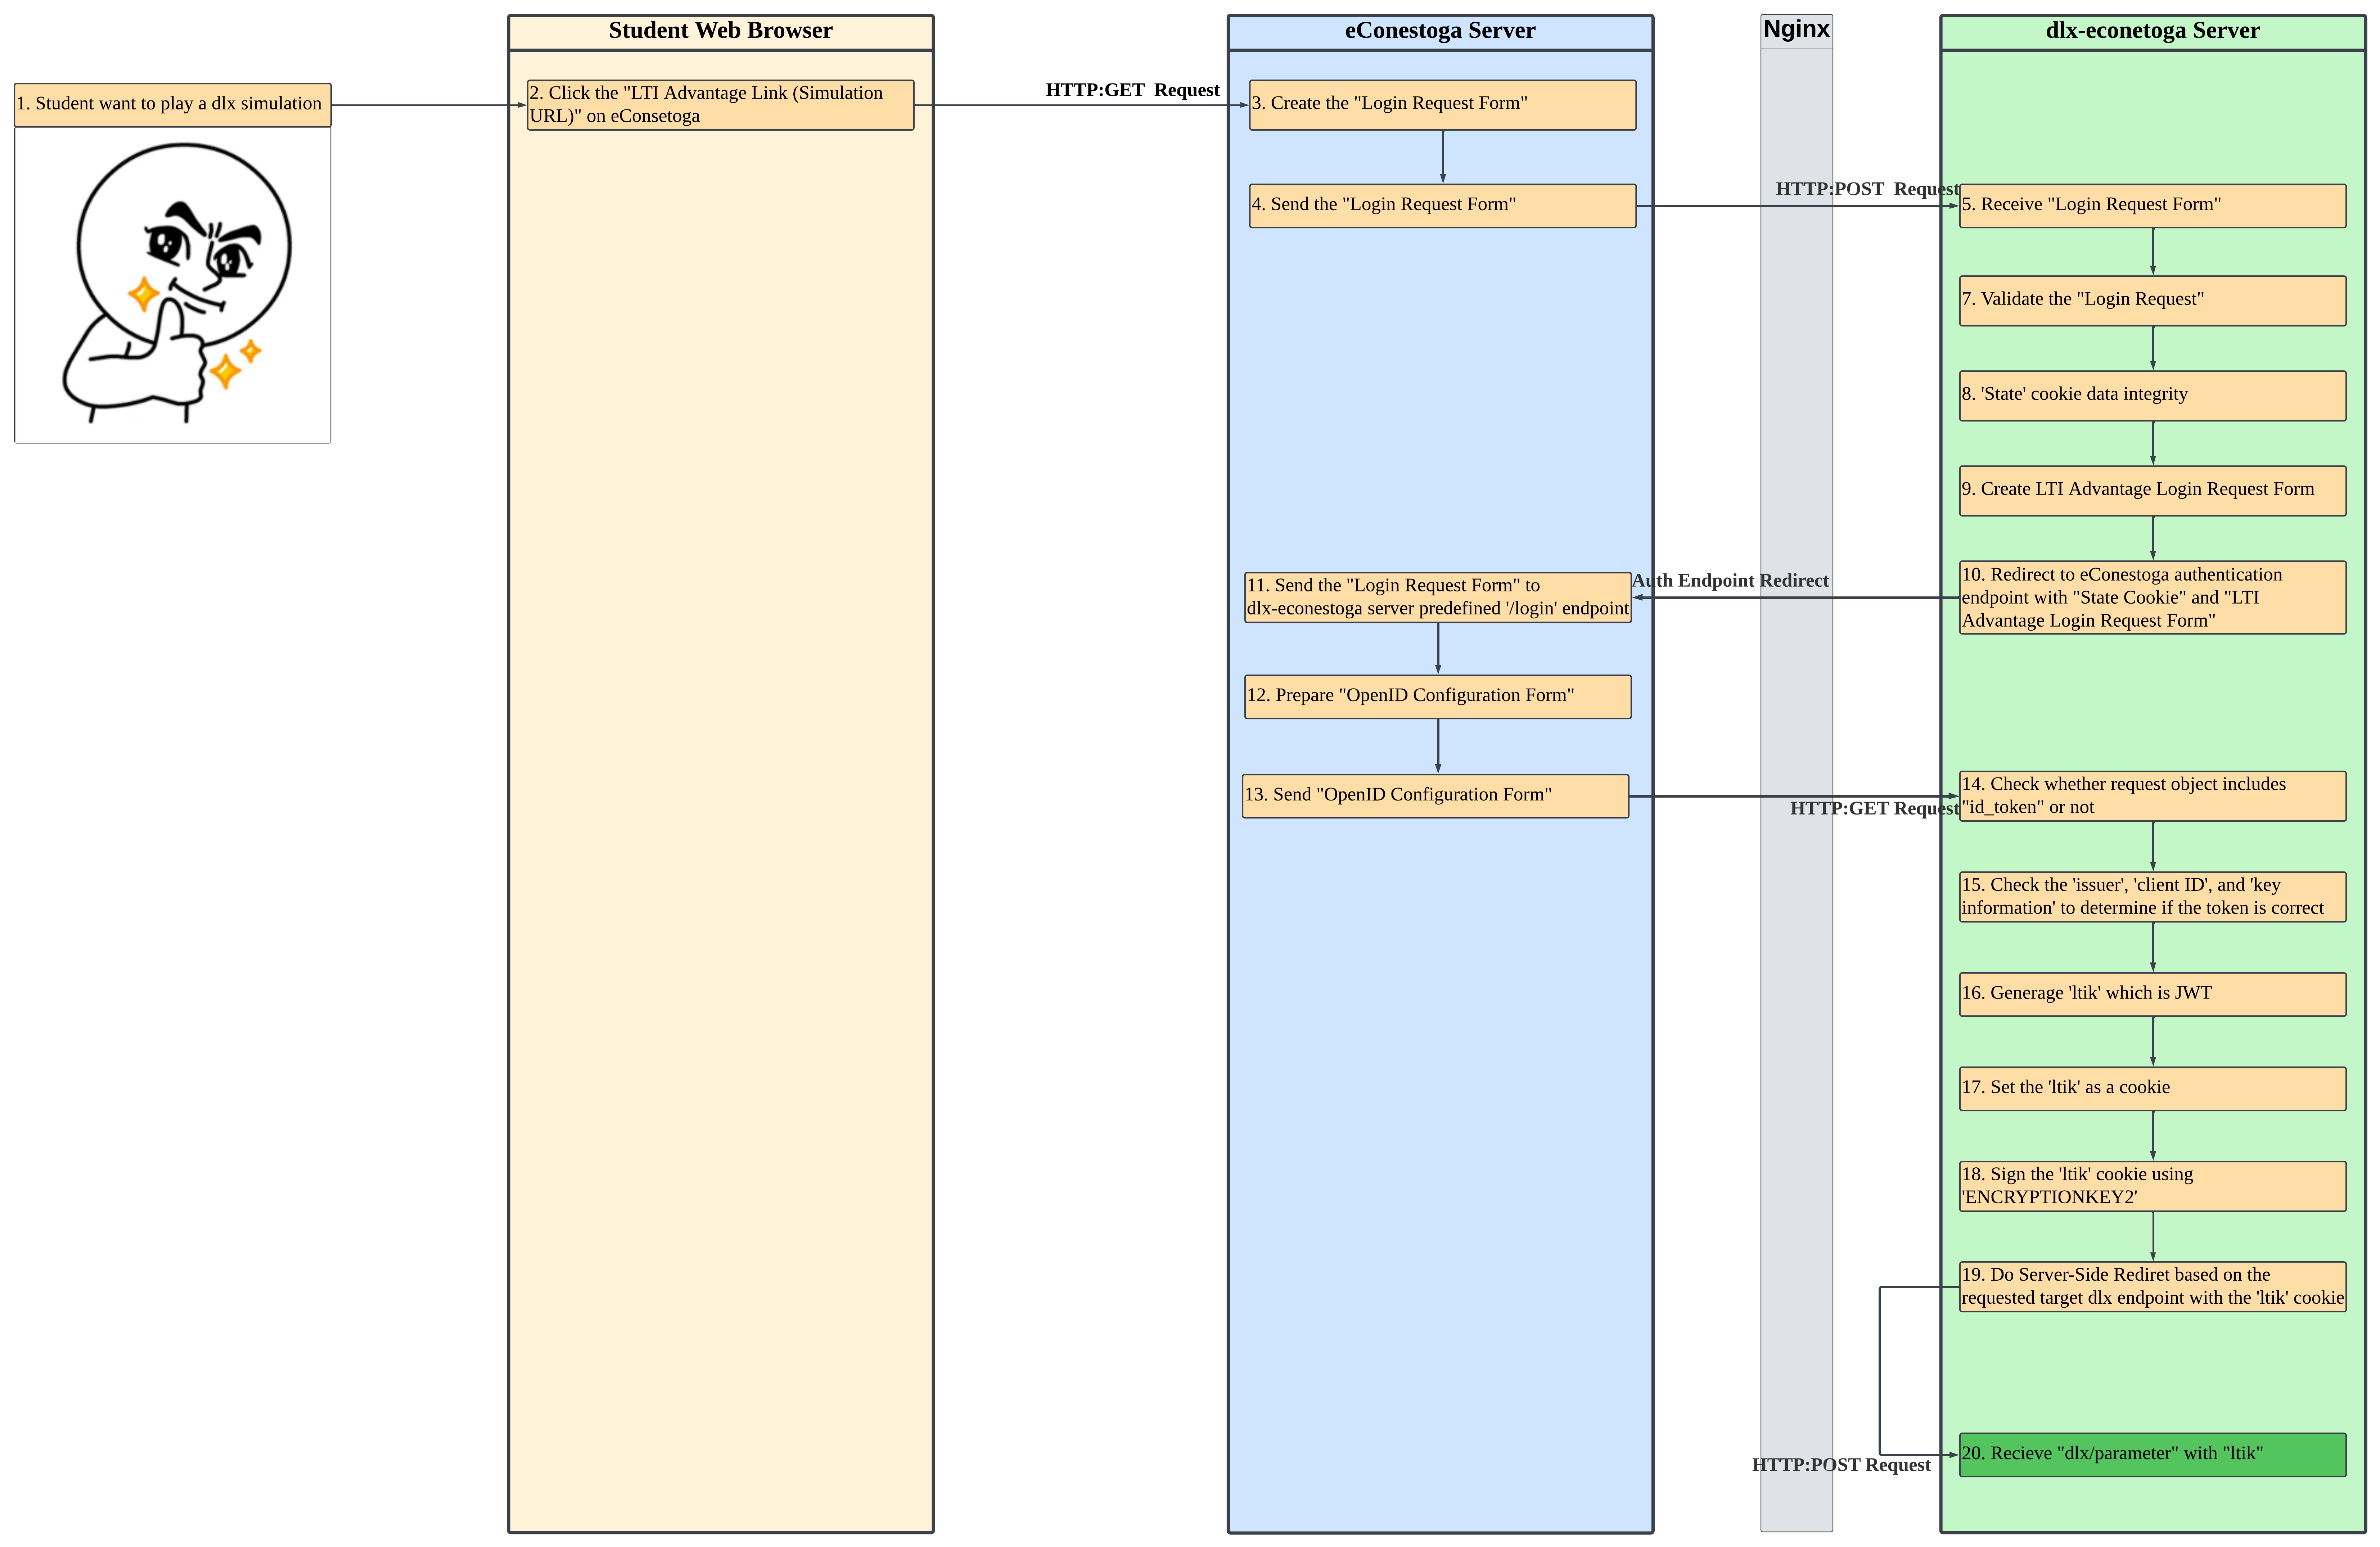 Student Web Browser
eConestoga Server
Nginx
dlx-econetoga Server
1. Student want to play a dlx simulation
2. Click the "LTI Advantage Link (Simulation
URL)" on eConsetoga
HTTP:GET  Request
3. Create the "Login Request Form"
4. Send the "Login Request Form"
HTTP:POST  Request
5. Receive "Login Request Form"
7. Validate the "Login Request"
8. 'State' cookie data integrity
9. Create LTI Advantage Login Request Form
10. Redirect to eConestoga authentication
endpoint with "State Cookie" and "LTI
Advantage Login Request Form"
Auth Endpoint Redirect
11. Send the "Login Request Form" to
dlx-econestoga server predefined '/login' endpoint
12. Prepare "OpenID Configuration Form"
13. Send "OpenID Configuration Form"
HTTP:GET Request
14. Check whether request object includes
"id_token" or not
15. Check the 'issuer', 'client ID', and 'key
information' to determine if the token is correct
16. Generage 'ltik' which is JWT
17. Set the 'ltik' as a cookie
18. Sign the 'ltik' cookie using
'ENCRYPTIONKEY2'
19. Do Server-Side Rediret based on the
requested target dlx endpoint with the 'ltik' cookie
HTTP:POST Request
20. Recieve "dlx/parameter" with "ltik"